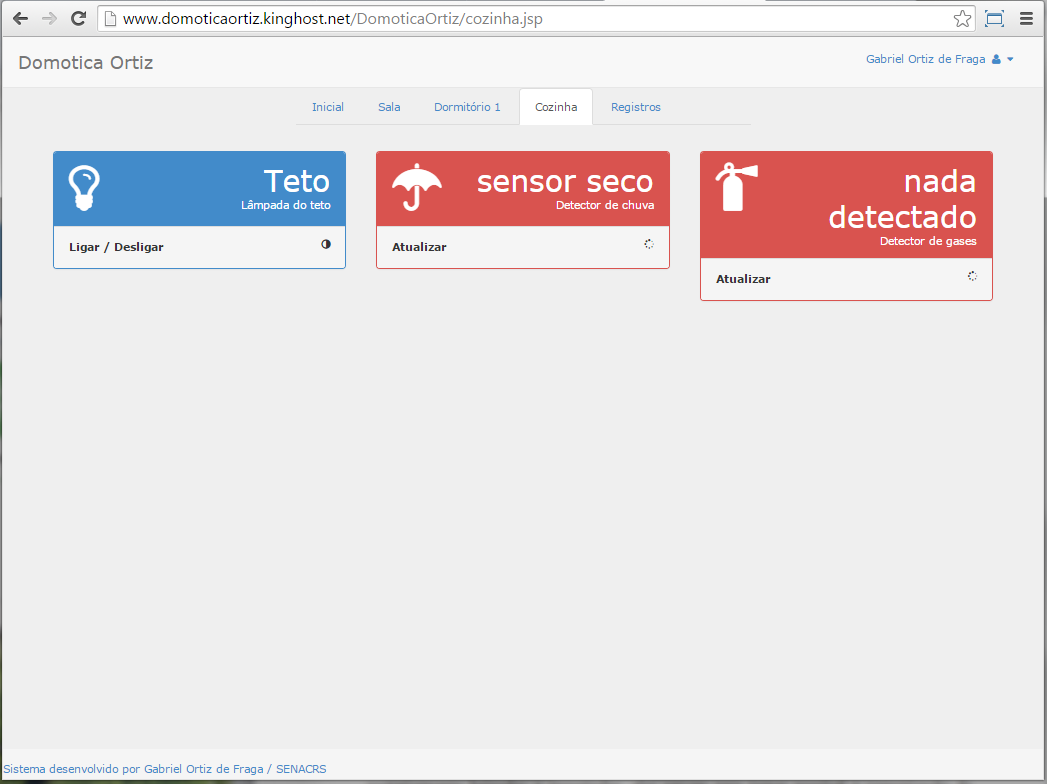 www.domoticaortiz.kinghost.net/DomoticaOrtiz/cozinha.jsp
Domotica Ortiz
Gabriel Ortiz de Fraga
Inicial
Sala
Dormitório 1
Cozinha
Registros
Teto
Lâmpada do teto
Ligar / Desligar
sensor seco
Detector de chuva
Atualizar
nada
detectado
Detector de gases
Atualizar
Sistema desenvolvido por Gabriel Ortiz de Fraga / SENACRS